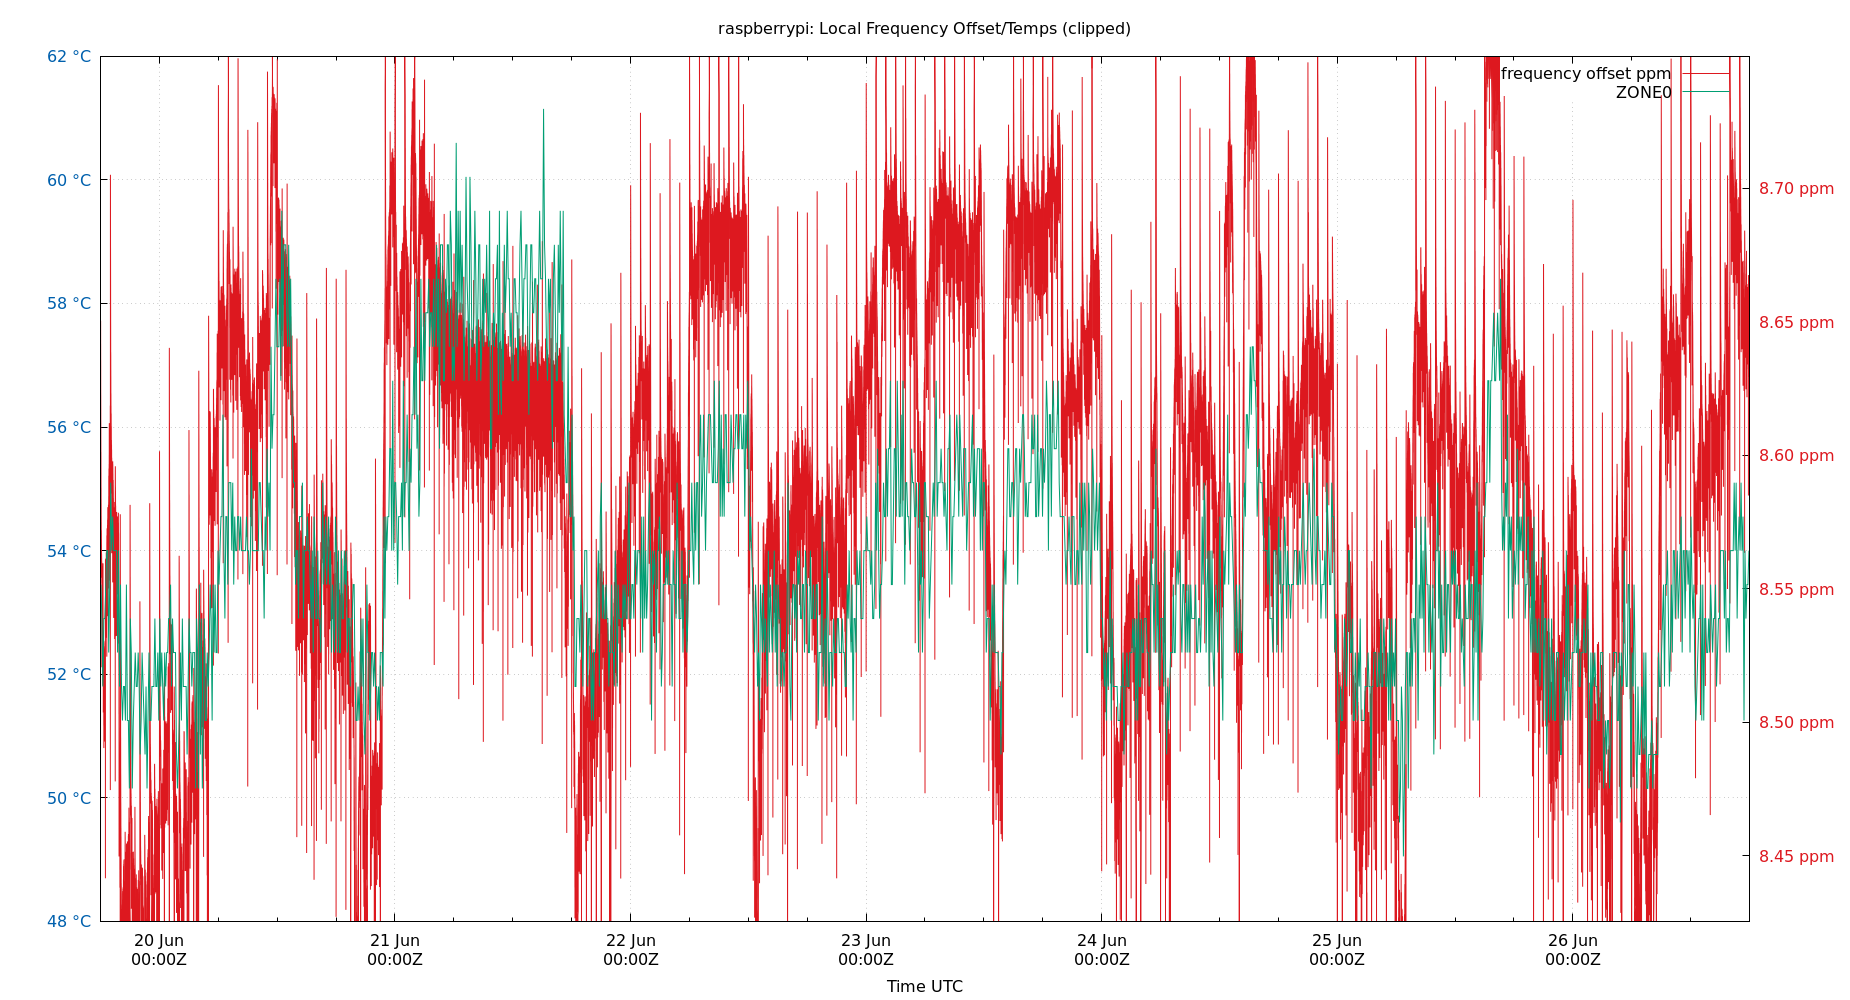 raspberrypi: Local Frequency Offset/Temps (clipped)
62 °C
60 °C
58 °C
56 °C
54 °C
52 °C
50 °C
48 °C
frequency offset ppm
ZONE0
8.70 ppm
8.65 ppm
8.60 ppm
8.55 ppm
8.50 ppm
8.45 ppm
20 Jun
00:00Z
21 Jun
00:00Z
22 Jun
00:00Z
23 Jun
00:00Z
24 Jun
00:00Z
25 Jun
00:00Z
26 Jun
00:00Z
Time UTC